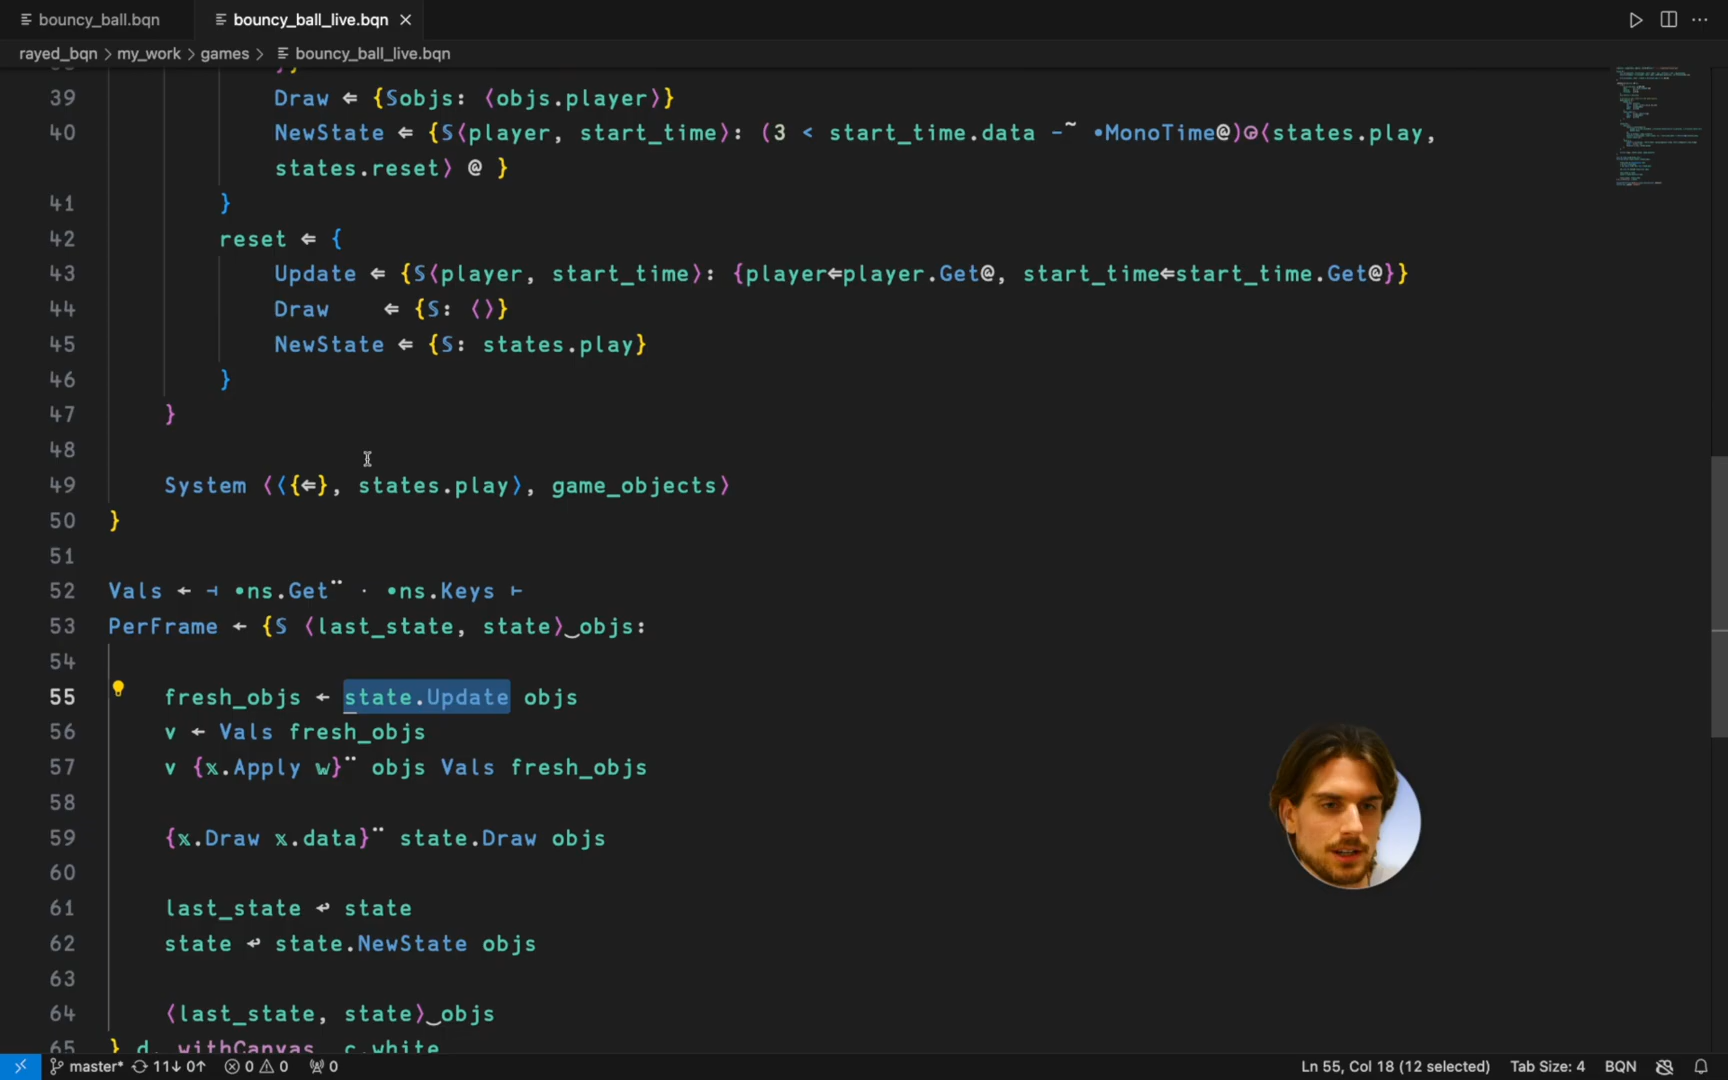 bouncy_ball.bqn
bouncy_ball_live.bqn
rayed_bqn > my_work > games > bouncy_ball_live.bqn
39 Draw ⇐ {𝕊objs: ⟨objs.player⟩}
40 NewState ⇐ {𝕊⟨player, start_time⟩: (3 < start_time.data -˜ •MonoTime@)◶⟨states.play,
states.reset⟩ @ }
41 }
42 reset ⇐ {
43 Update ⇐ {𝕊⟨player, start_time⟩: {player⇐player.Get@, start_time⇐start_time.Get@}}
44 Draw ⇐ {𝕊: ⟨⟩}
45 NewState ⇐ {𝕊: states.play}
46 }
47 }
48
49 System ⟨⟨{⇐}, states.play⟩, game_objects⟩
50 }
51
52 Vals ← ⊣ •ns.Get¨ · •ns.Keys ⊢
53 PerFrame ← {𝕊 ⟨last_state, state⟩‿objs:
54
55 fresh_objs ← state.Update objs
56 v ← Vals fresh_objs
57 v {𝕩.Apply 𝕨}¨ objs Vals fresh_objs
58
59 {𝕩.Draw 𝕩.data}¨ state.Draw objs
60
61 last_state ↩ state
62 state ↩ state.NewState objs
63
64 ⟨last_state, state⟩‿objs
65 } d._withCanvas_ c.white
master* 11↓ 0↑ 0 0 0 Ln 55, Col 18 (12 selected) Tab Size: 4 BQN